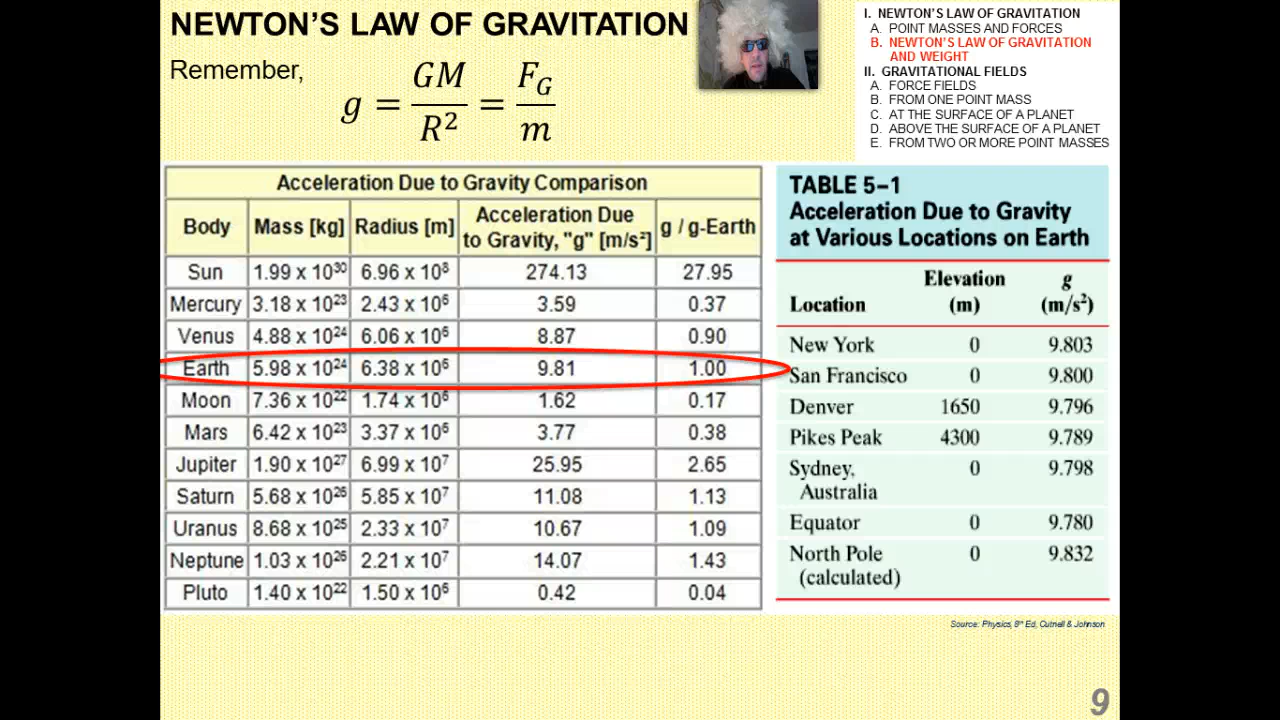 NEWTON'S LAW OF GRAVITATION
Remember,
g = GM/R² = F_G/m
I. NEWTON'S LAW OF GRAVITATION
A. POINT MASSES AND FORCES
B. NEWTON'S LAW OF GRAVITATION
AND WEIGHT
II. GRAVITATIONAL FIELDS
A. FORCE FIELDS
B. FROM ONE POINT MASS
C. AT THE SURFACE OF A PLANET
D. ABOVE THE SURFACE OF A PLANET
E. FROM TWO OR MORE POINT MASSES
Acceleration Due to Gravity Comparison
Body Mass [kg] Radius [m] Acceleration Due to Gravity, "g" [m/s²] g / g-Earth
Sun 1.99 x 10³⁰ 6.96 x 10⁸ 274.13 27.95
Mercury 3.18 x 10²³ 2.43 x 10⁶ 3.59 0.37
Venus 4.88 x 10²⁴ 6.06 x 10⁶ 8.87 0.90
Earth 5.98 x 10²⁴ 6.38 x 10⁶ 9.81 1.00
Moon 7.36 x 10²² 1.74 x 10⁶ 1.62 0.17
Mars 6.42 x 10²³ 3.37 x 10⁶ 3.77 0.38
Jupiter 1.90 x 10²⁷ 6.99 x 10⁷ 25.95 2.65
Saturn 5.68 x 10²⁶ 5.85 x 10⁷ 11.08 1.13
Uranus 8.68 x 10²⁵ 2.33 x 10⁷ 10.67 1.09
Neptune 1.03 x 10²⁶ 2.21 x 10⁷ 14.07 1.43
Pluto 1.40 x 10²² 1.50 x 10⁶ 0.42 0.04
TABLE 5–1
Acceleration Due to Gravity
at Various Locations on Earth
Location Elevation (m) g (m/s²)
New York 0 9.803
San Francisco 0 9.800
Denver 1650 9.796
Pikes Peak 4300 9.789
Sydney, 0 9.798
Australia
Equator 0 9.780
North Pole 0 9.832
(calculated)
Source: Physics, 8th Ed, Cutnell & Johnson
9